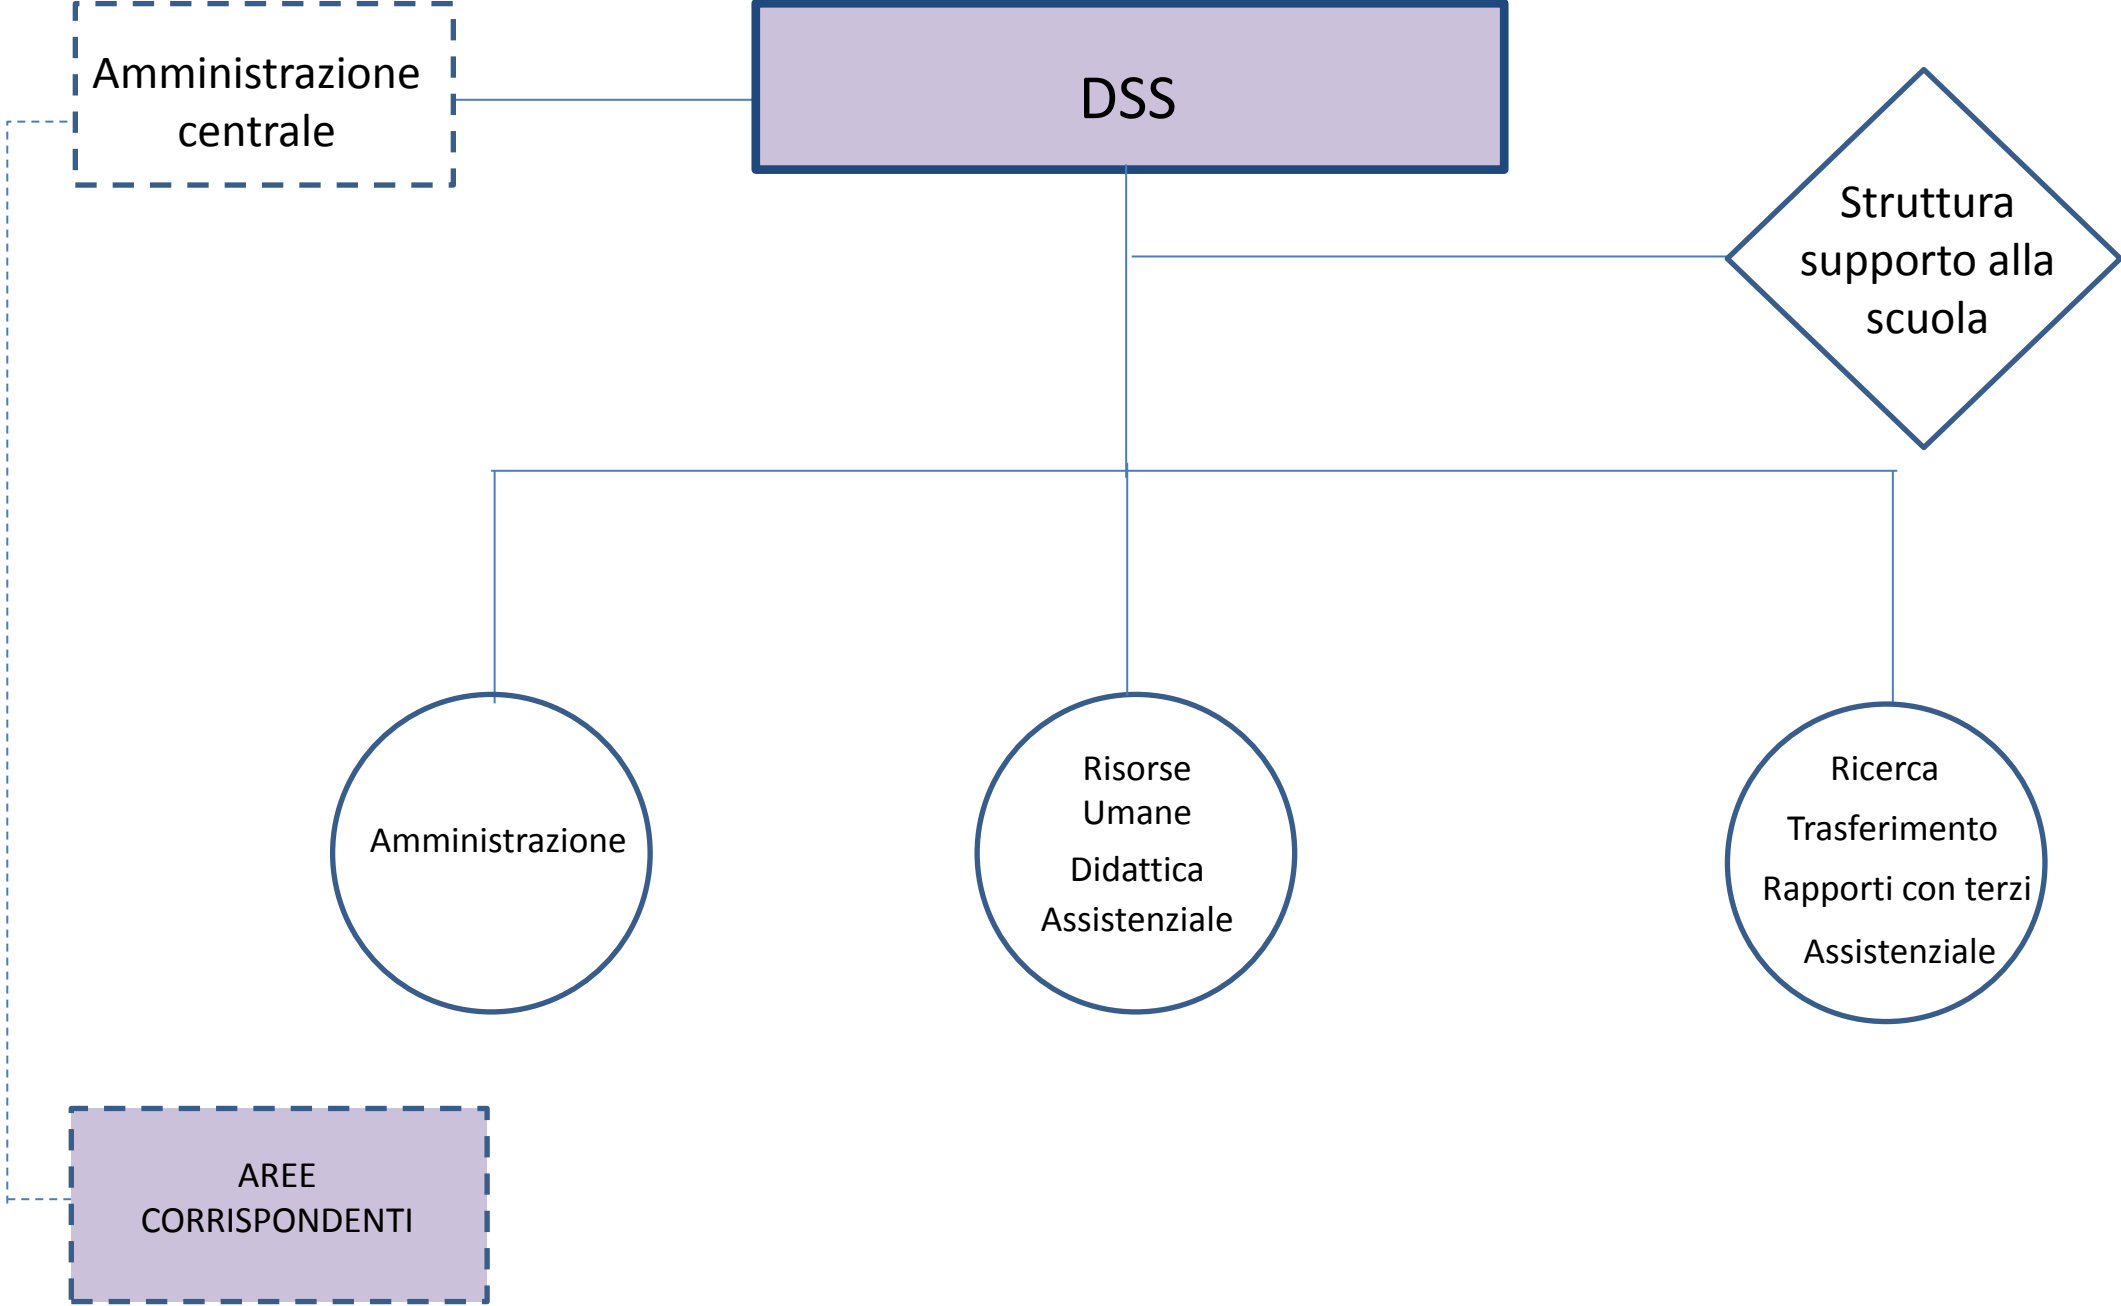 Amministrazione
centrale
DSS
Struttura
supporto alla
scuola
Amministrazione
Risorse
Umane
Didattica
Assistenziale
Ricerca
Trasferimento
Rapporti con terzi
Assistenziale
AREE
CORRISPONDENTI